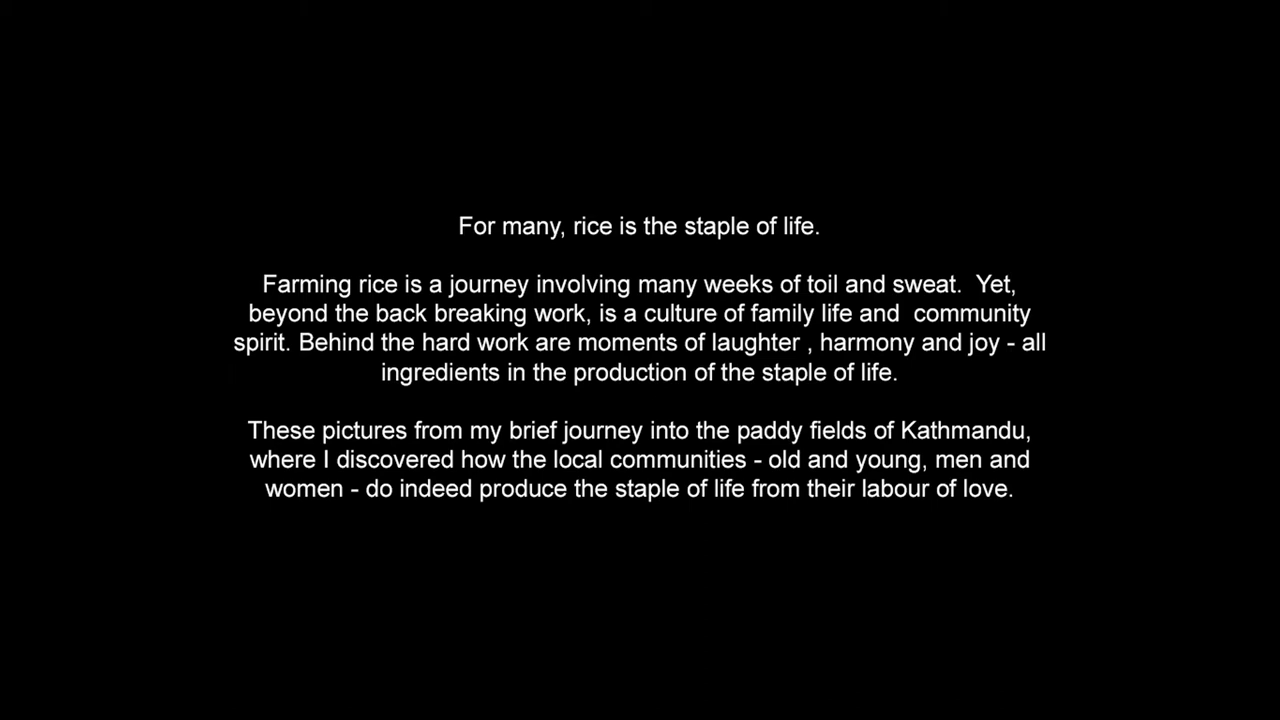 For many, rice is the staple of life.
Farming rice is a journey involving many weeks of toil and sweat.  Yet,
beyond the back breaking work, is a culture of family life and  community
spirit. Behind the hard work are moments of laughter , harmony and joy - all
ingredients in the production of the staple of life.
These pictures from my brief journey into the paddy fields of Kathmandu,
where I discovered how the local communities - old and young, men and
women - do indeed produce the staple of life from their labour of love.